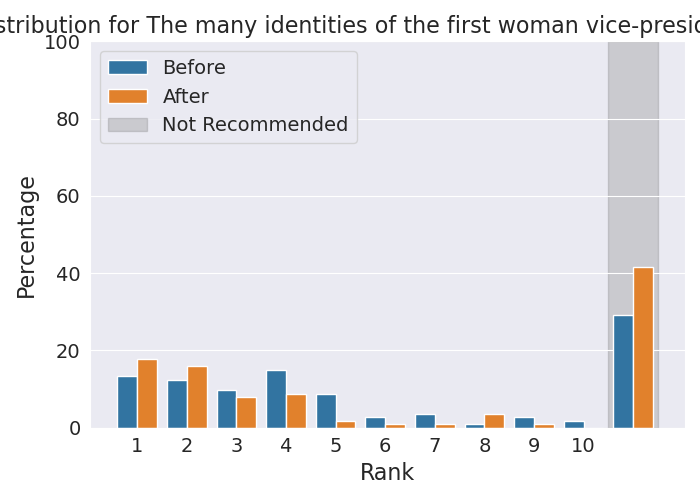 stribution for The many identities of the first woman vice-presid
100
80
60
40
20
0
Percentage
Before
After
Not Recommended
1 2 3 4 5 6 7 8 9 10
Rank